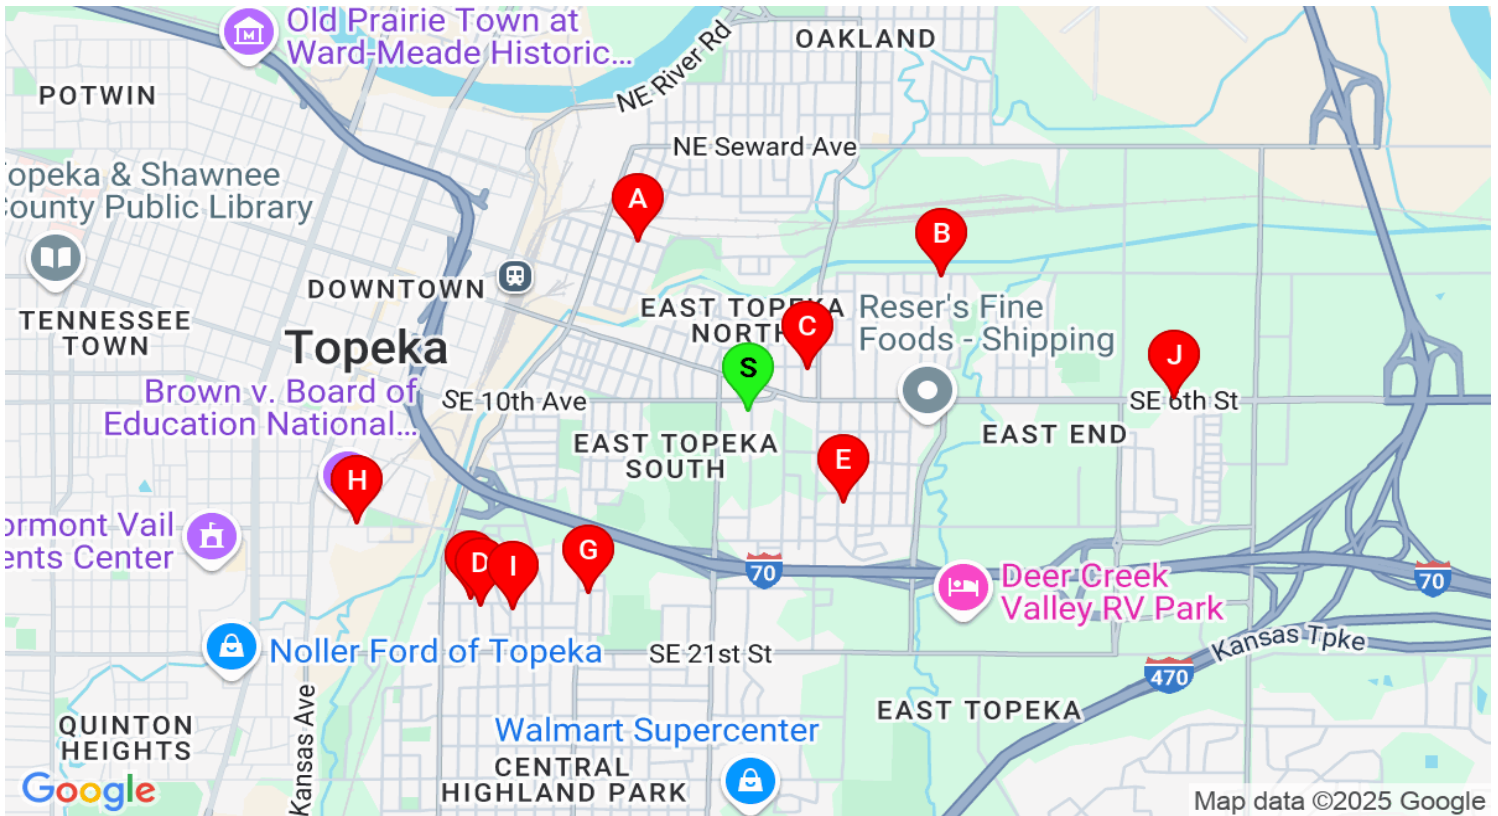 Old Prairie Town at
Ward-Meade Historic...
OAKLAND
NE River Rd
POTWIN
NE Seward Ave
opeka & Shawnee
County Public Library
A
B
DOWNTOWN
EAST TOPEKA
NORTH
C
Reser's Fine
Foods - Shipping
TENNESSEE
TOWN
Topeka
S
J
Brown v. Board of
Education National...
SE 10th Ave
SE 6th St
EAST TOPEKA
SOUTH
E
EAST END
H
ormont Vail
ents Center
D
I
G
70
Deer Creek
Valley RV Park
70
Noller Ford of Topeka
SE 21st St
Kansas Tpke
470
QUINTON
HEIGHTS
Kansas Ave
EAST TOPEKA
Walmart Supercenter
CENTRAL
HIGHLAND PARK
Google
Map data ©2025 Google